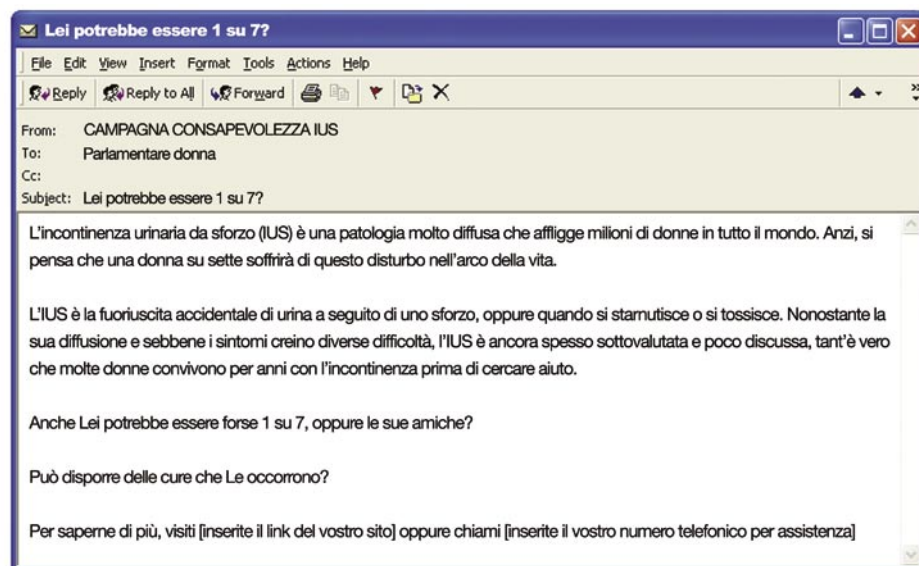 Lei potrebbe essere 1 su 7?
File Edit View Insert Format Tools Actions Help
Reply Reply to All Forward
From: CAMPAGNA CONSAPEVOLEZZA IUS
To: Parlamentare donna
Cc:
Subject: Lei potrebbe essere 1 su 7?
L'incontinenza urinaria da sforzo (IUS) è una patologia molto diffusa che affligge milioni di donne in tutto il mondo. Anzi, si
pensa che una donna su sette soffrirà di questo disturbo nell'arco della vita.
L'IUS è la fuoriuscita accidentale di urina a seguito di uno sforzo, oppure quando si starnutisce o si tossisce. Nonostante la
sua diffusione e sebbene i sintomi creino diverse difficoltà, l'IUS è ancora spesso sottovalutata e poco discussa, tant'è vero
che molte donne convivono per anni con l'incontinenza prima di cercare aiuto.
Anche Lei potrebbe essere forse 1 su 7, oppure le sue amiche?
Può disporre delle cure che Le occorrono?
Per saperne di più, visiti [inserite il link del vostro sito] oppure chiami [inserite il vostro numero telefonico per assistenza]